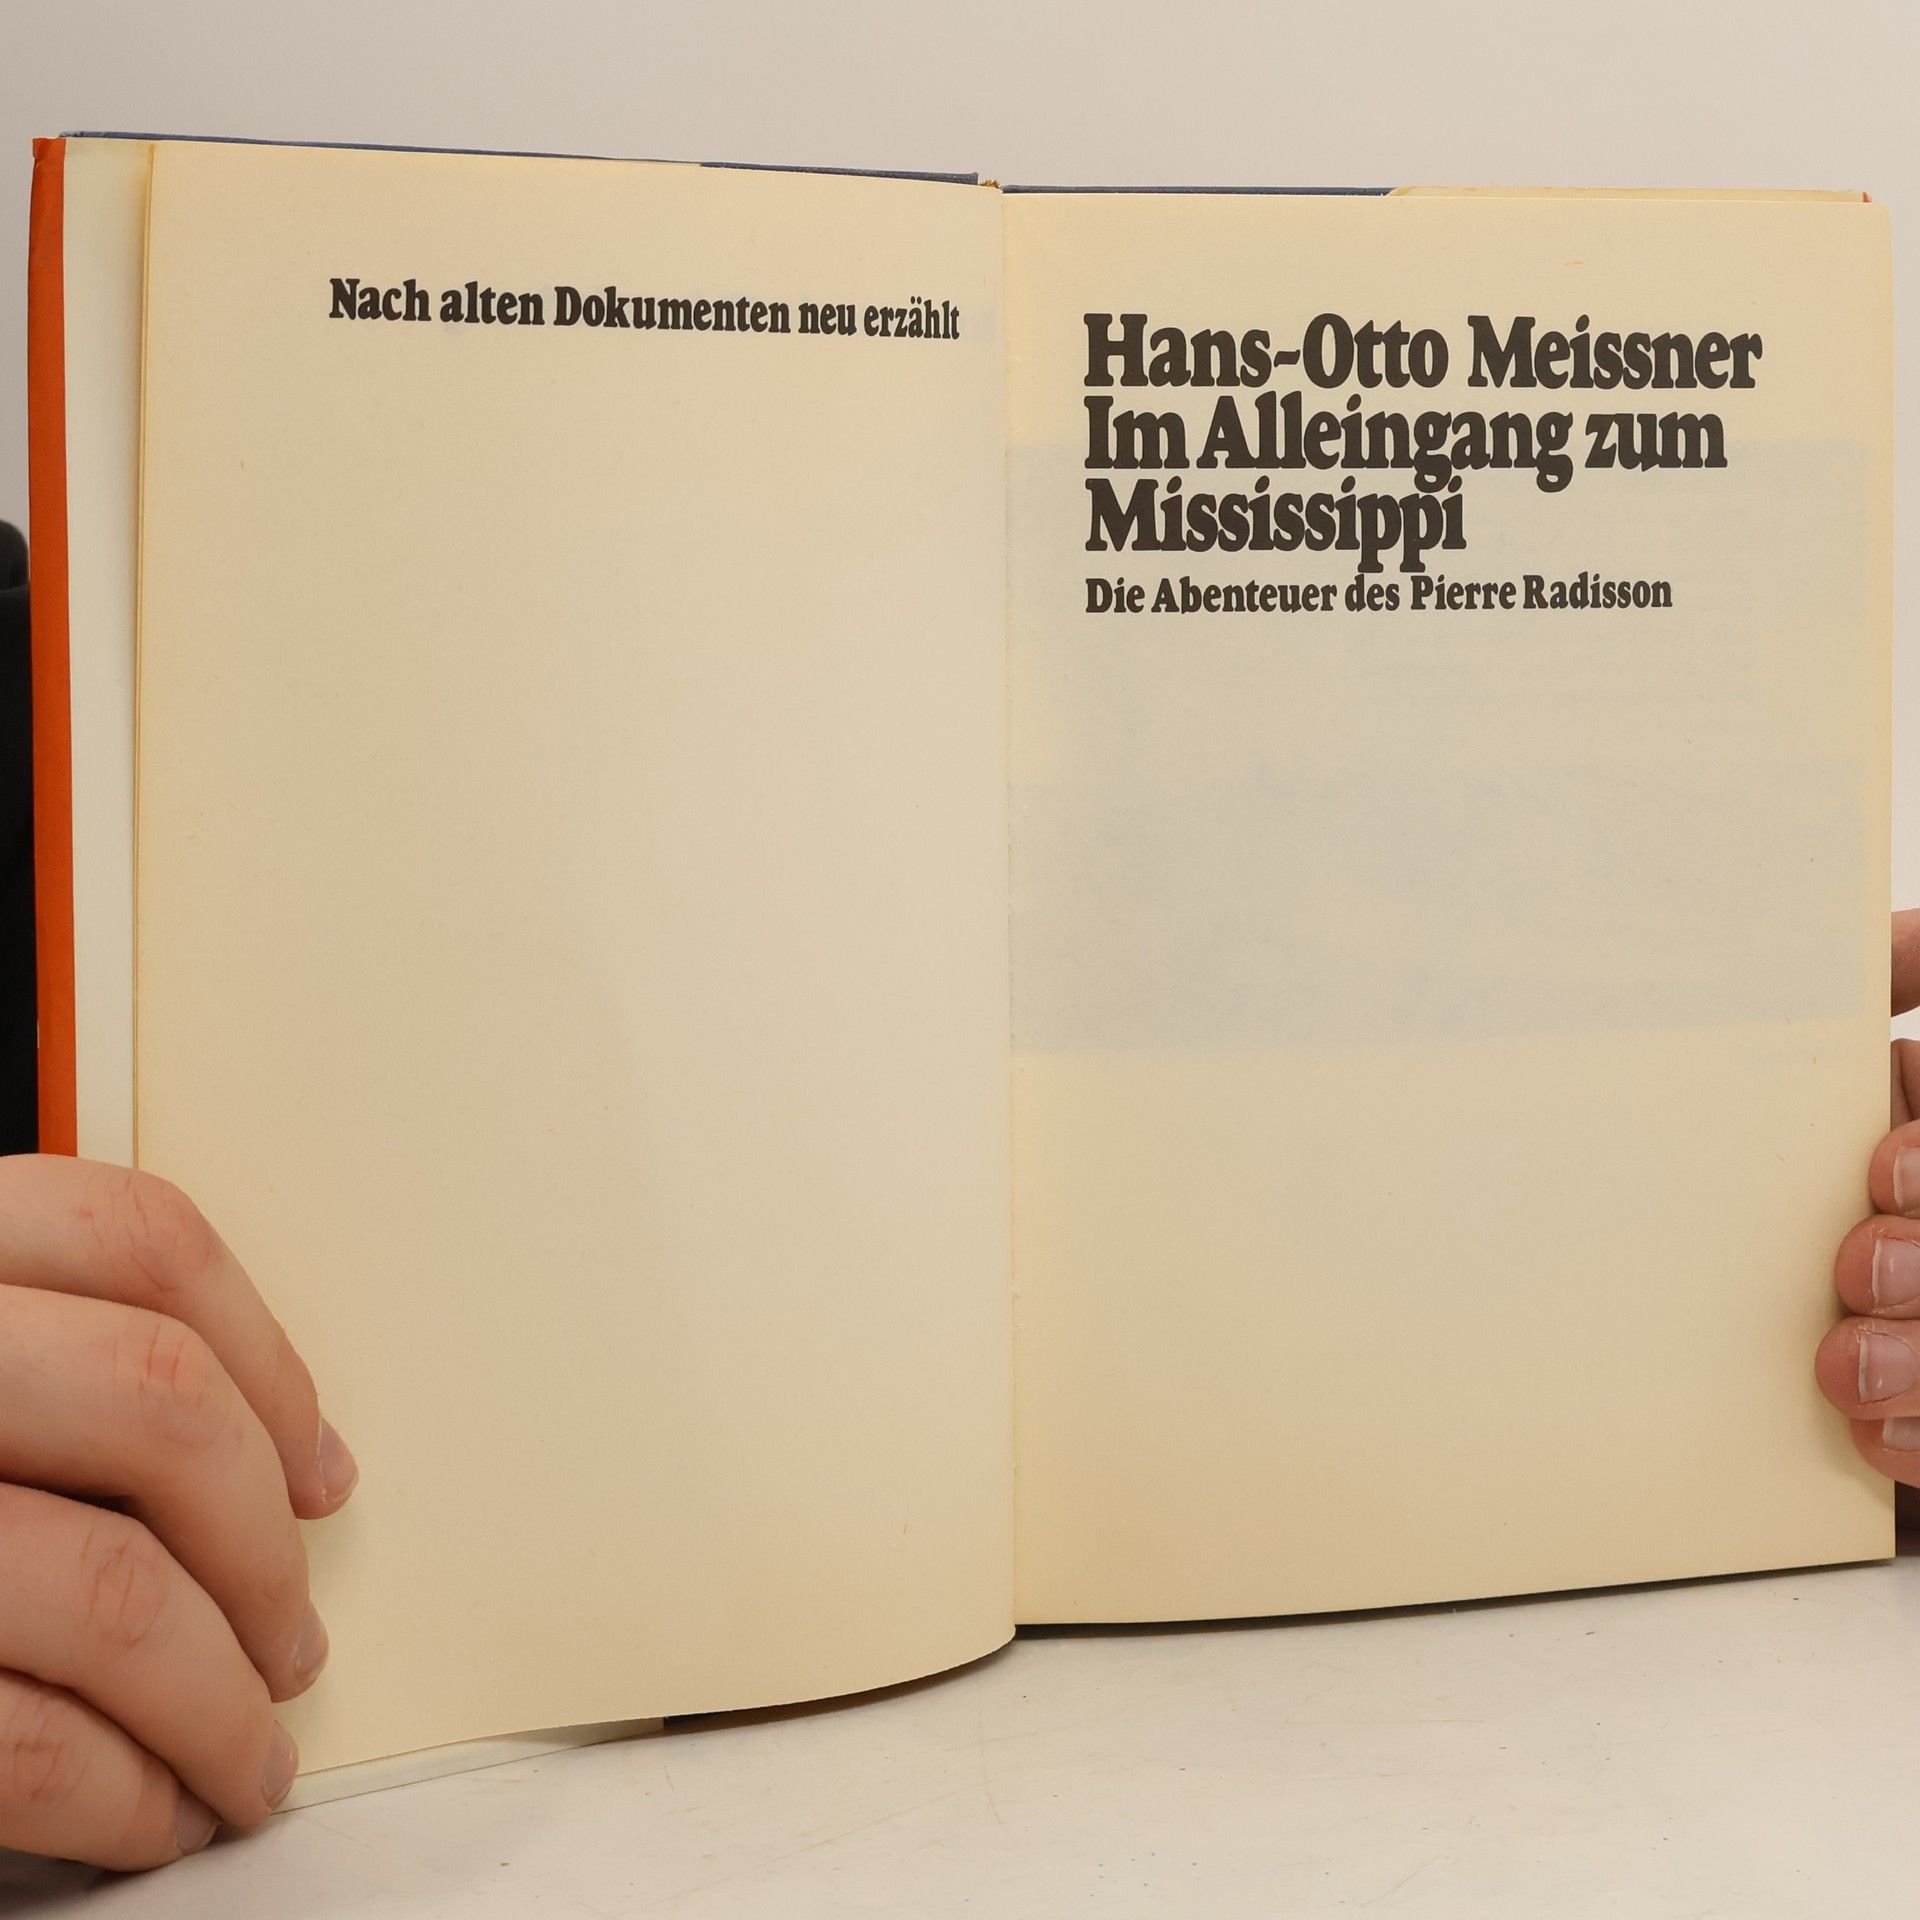 Nach alten Dokumenten neu erzählt
Hans-Otto Meissner
Im Alleingang zum
Mississippi
Die Abenteuer des Pierre Radisson